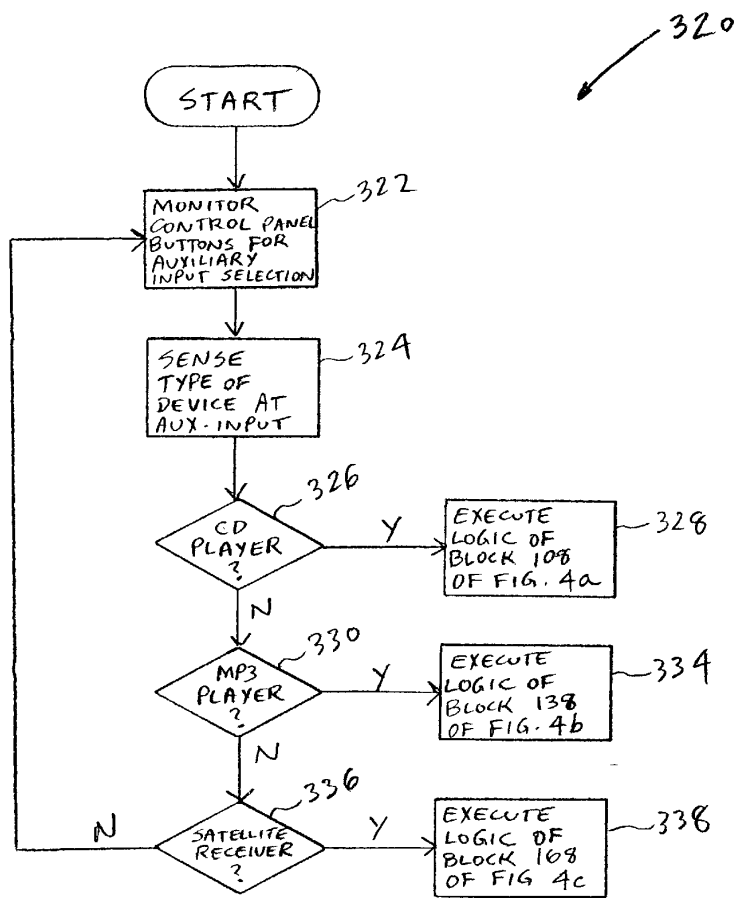 320
START
322
MONITOR
CONTROL PANEL
BUTTONS FOR
AUXILIARY
INPUT SELECTION
324
SENSE
TYPE OF
DEVICE AT
AUX. INPUT
326
CD
PLAYER
?
Y
328
EXECUTE
LOGIC OF
BLOCK 108
OF FIG. 4a
N
330
MP3
PLAYER
?
Y
334
EXECUTE
LOGIC OF
BLOCK 138
OF FIG. 4b
N
336
N
SATELLITE
RECEIVER
?
Y
338
EXECUTE
LOGIC OF
BLOCK 168
OF FIG 4c